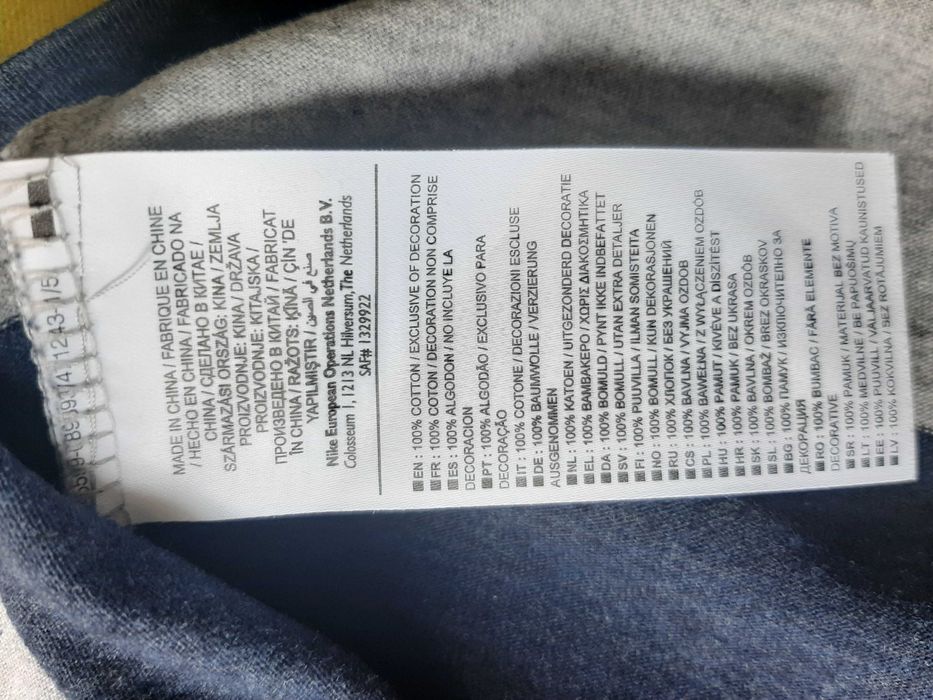 MADE IN CHINA / FABRIQUE EN CHINE
/ HECHO EN CHINA / FABRICADO NA
CHINA / СДЕЛАНО В КИТАЕ /
SZÁRMAZÁSI ORSZÁG: KÍNA / ZEMLJA
PROIZVODNJE: KINA / DRŽAVA
PROIZVODNJE: KITAJSKA /
ПРОИЗВЕДЕНО В КИТАЙ / FABRICAT
ÎN CHINA / RAŽOTS: ĶĪNĀ / ÇİN 'DE
YAPILMIŞTIR / صنع في الصين
Nike European Operations Netherlands B.V.
Colosseum 1, 1213 NL Hilversum, The Netherlands
SAF# 1329922
EN : 100% COTTON / EXCLUSIVE OF DECORATION
FR : 100% COTON / DECORATION NON COMPRISE
ES : 100% ALGODON / NO INCLUYE LA
DECORACION
PT : 100% ALGODÃO / EXCLUSIVO PARA
DECORAÇÃO
IT : 100% COTONE / DECORAZIONI ESCLUSE
DE : 100% BAUMWOLLE / VERZIERUNG
AUSGENOMMEN
NL : 100% KATOEN / UITGEZONDERD DECORATIE
EL : 100% ΒΑΜΒΑΚΕΡΟ / ΧΩΡΙΣ ΔΙΑΚΟΣΜΗΤΙΚΑ
DA : 100% BOMULD / PYNT IKKE INDBEFATTET
SV : 100% BOMULL / UTAN EXTRA DETALJER
FI : 100% PUUVILLA / ILMAN SOMISTEITA
NO : 100% BOMULL / KUN DEKORASJONEN
RU : 100% ХЛОПОК / БЕЗ УКРАШЕНИЙ
CS : 100% BAVLNA / VYJMA OZDOB
PL : 100% BAWEŁNA / Z WYŁĄCZENIEM OZDÓB
HU : 100% PAMUT / KIVÉVE A DÍSZÍTÉST
HR : 100% PAMUK / BEZ UKRASA
SK : 100% BAVLNA / OKREM OZDÔB
SL : 100% BOMBAŽ / BREZ OKRASKOV
BG : 100% ПАМУК / ИЗКЛЮЧИТЕЛНО ЗА
ДЕКОРАЦИЯ
RO : 100% BUMBAC / FĂRĂ ELEMENTE
DECORATIVE
SR : 100% PAMUK / MATERIJAL BEZ MOTIVA
LT : 100% MEDVILNĖ / BE PAPUOŠIMŲ
EE : 100% PUUVILL / VÄLJAARVATUD KAUNISTUSED
LV : 100% KOKVILNA / BEZ ROTĀJUMIEM